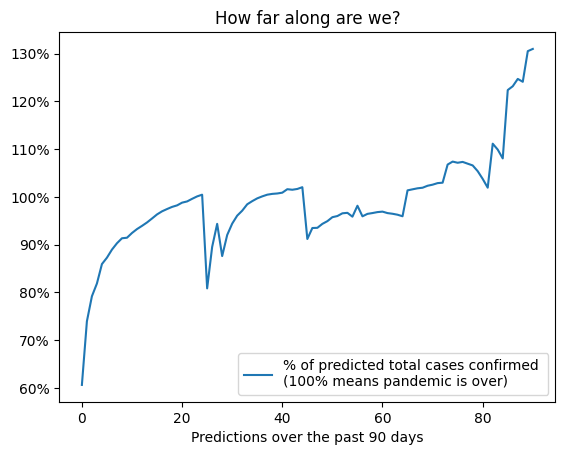 How far along are we?
130%
120%
110%
100%
90%
80%
70%
60%
% of predicted total cases confirmed
(100% means pandemic is over)
0 20 40 60 80
Predictions over the past 90 days